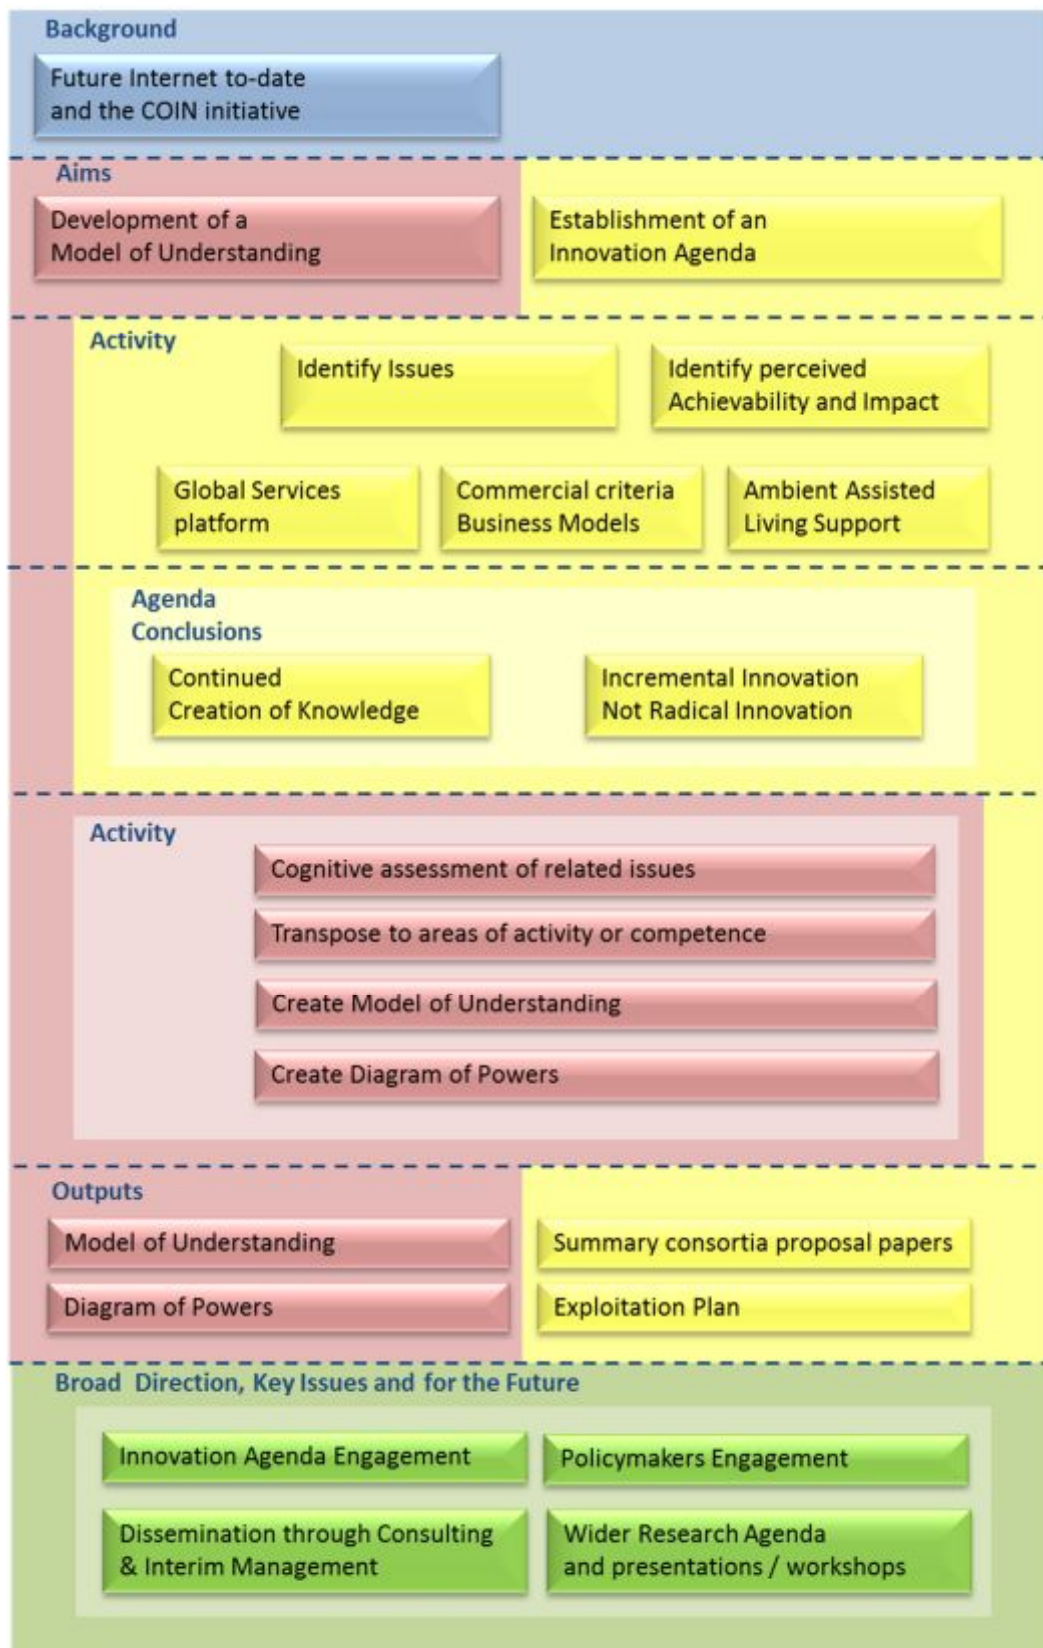 Background
Future Internet to-date
and the COIN initiative
Aims
Development of a
Model of Understanding
Establishment of an
Innovation Agenda
Activity
Identify Issues
Identify perceived
Achievability and Impact
Global Services
platform
Commercial criteria
Business Models
Ambient Assisted
Living Support
Agenda
Conclusions
Continued
Creation of Knowledge
Incremental Innovation
Not Radical Innovation
Activity
Cognitive assessment of related issues
Transpose to areas of activity or competence
Create Model of Understanding
Create Diagram of Powers
Outputs
Model of Understanding
Summary consortia proposal papers
Diagram of Powers
Exploitation Plan
Broad Direction, Key Issues and for the Future
Innovation Agenda Engagement
Policymakers Engagement
Dissemination through Consulting
& Interim Management
Wider Research Agenda
and presentations / workshops